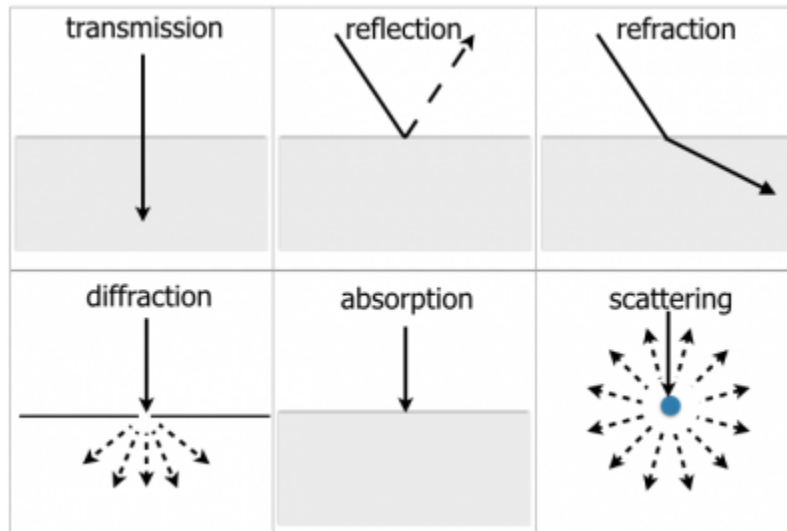 transmission
reflection
refraction
diffraction
absorption
scattering